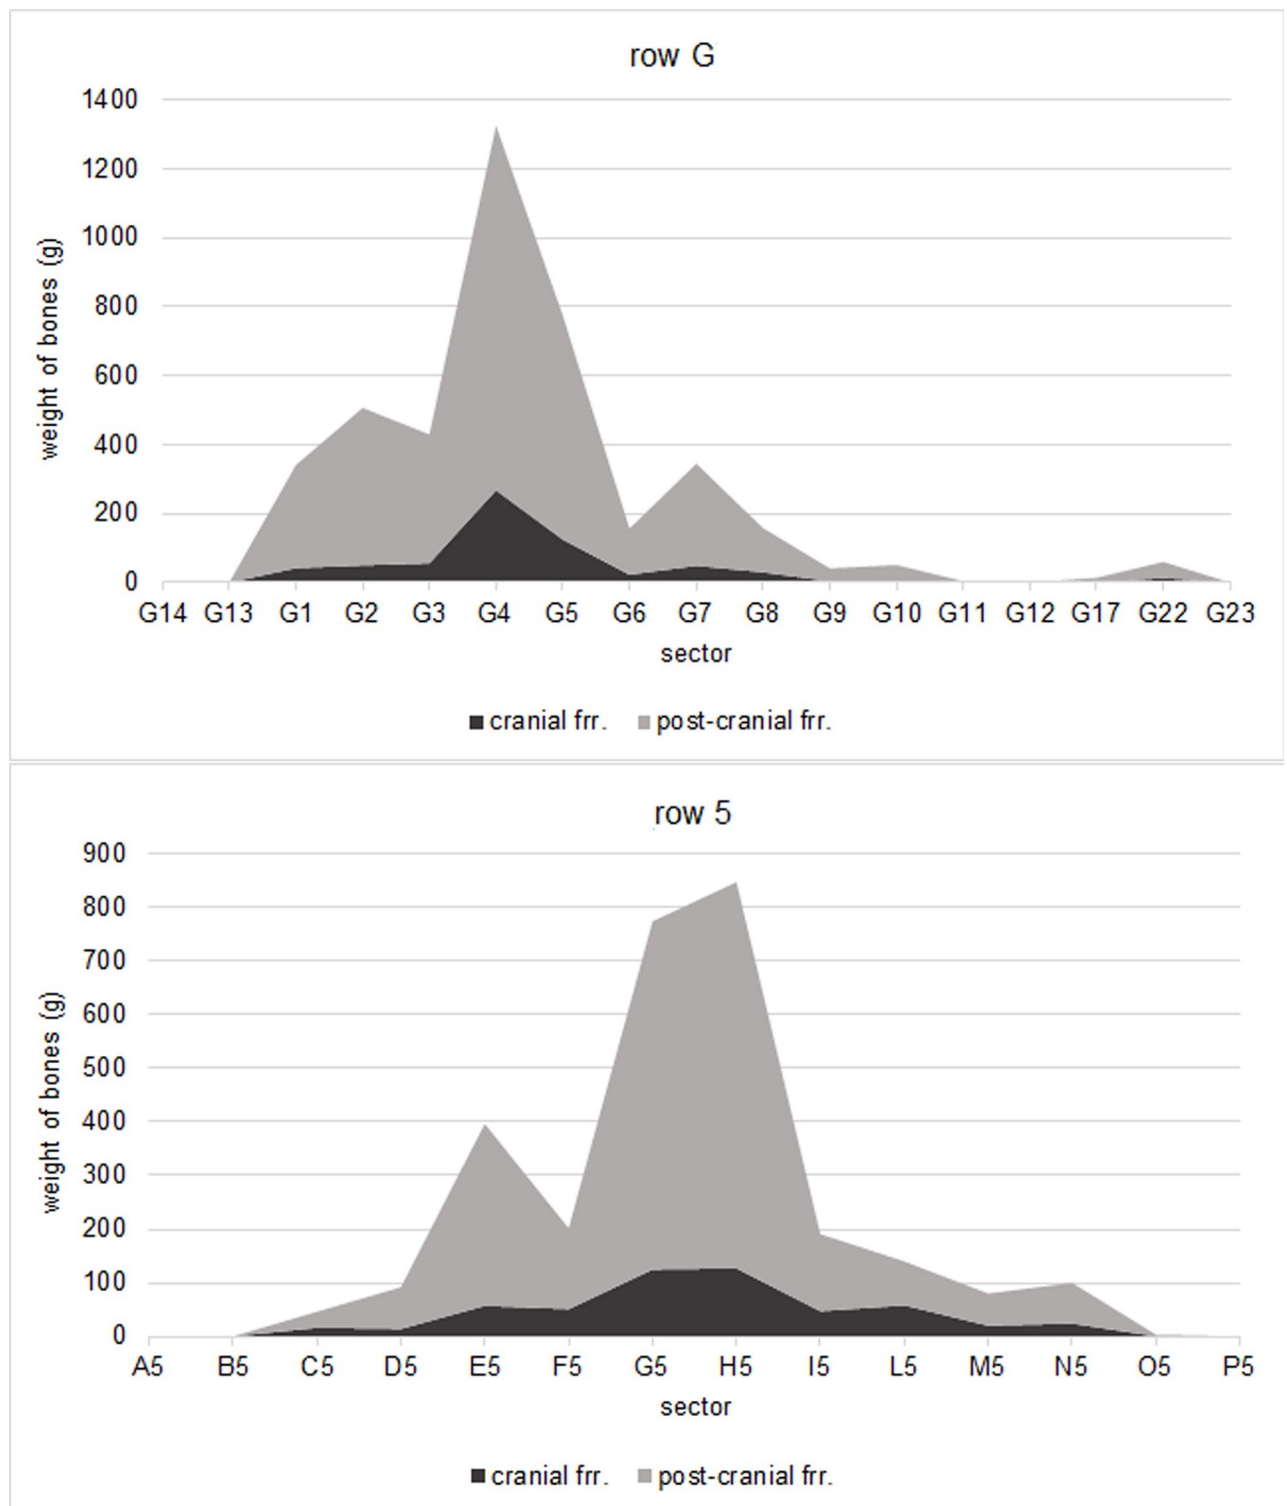 row G
1400
1200
1000
800
600
400
200
0
weight of bones (g)
G14 G13 G1 G2 G3 G4 G5 G6 G7 G8 G9 G10 G11 G12 G17 G22 G23
sector
cranial frr. post-cranial frr.
row 5
900
800
700
600
500
400
300
200
100
0
weight of bones (g)
A5 B5 C5 D5 E5 F5 G5 H5 I5 L5 M5 N5 O5 P5
sector
cranial frr. post-cranial frr.